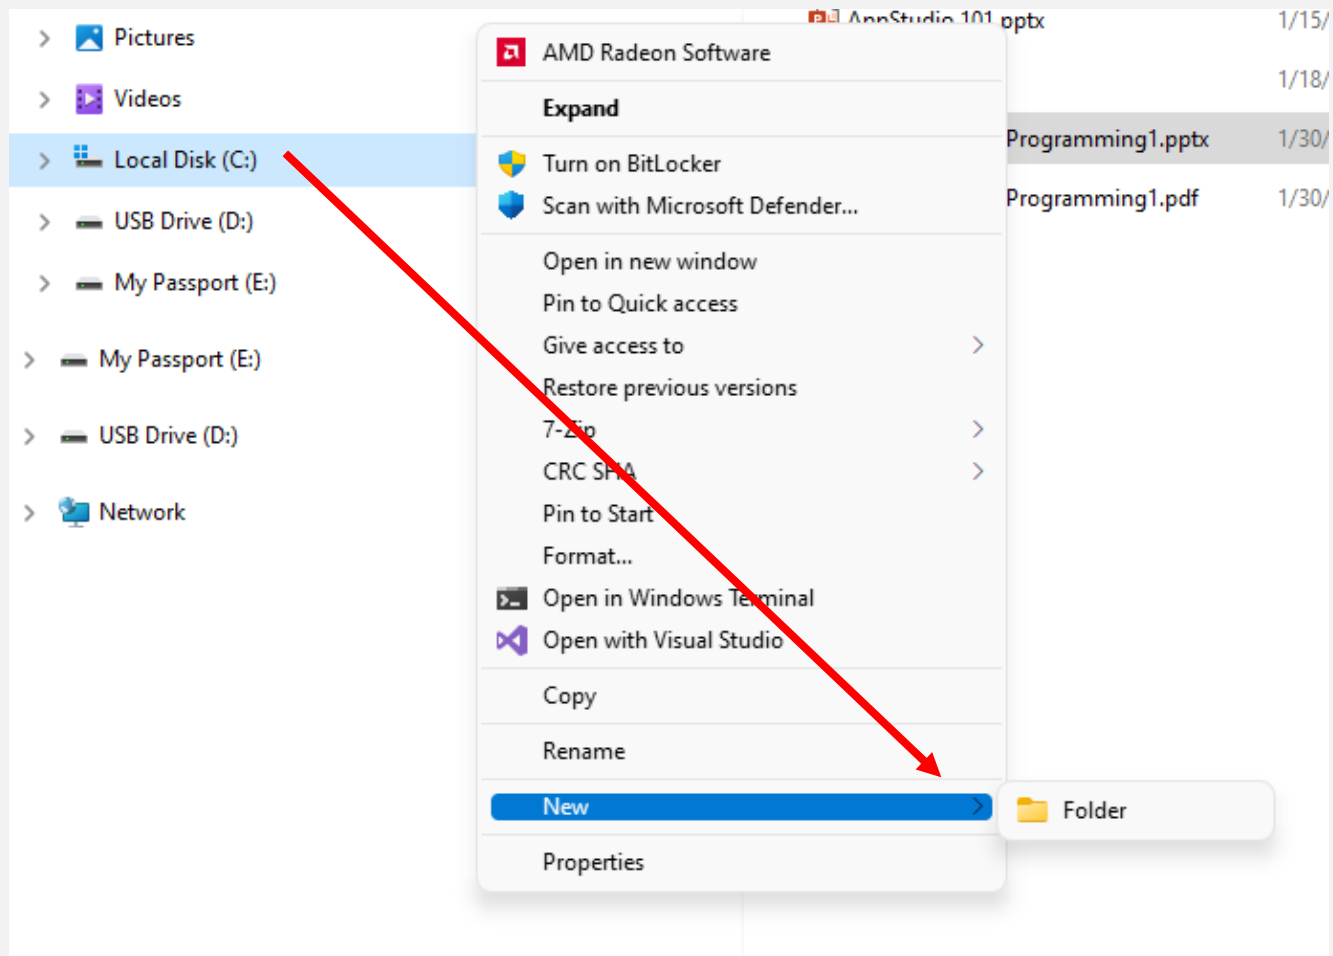 Pictures
Videos
Local Disk (C:)
USB Drive (D:)
My Passport (E:)
My Passport (E:)
USB Drive (D:)
Network
AMD Radeon Software
Expand
Turn on BitLocker
Scan with Microsoft Defender...
Open in new window
Pin to Quick access
Give access to
Restore previous versions
7-Zip
CRC SHA
Pin to Start
Format...
Open in Windows Terminal
Open with Visual Studio
Copy
Rename
New
Properties
Folder
AppStudio 101.pptx 1/15/
1/18/
Programming1.pptx 1/30/
Programming1.pdf 1/30/